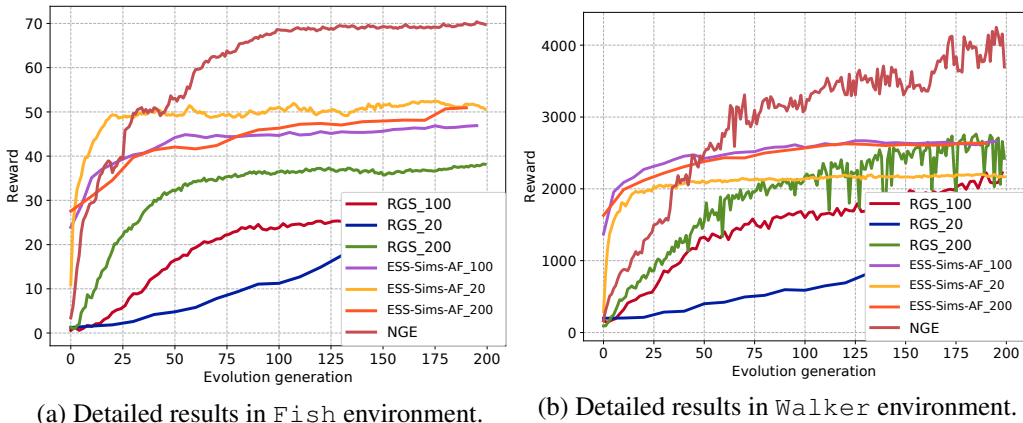 70
60
50
40
30
20
10
0
Reward
RGS_100
RGS_20
RGS_200
ESS-Sims-AF_100
ESS-Sims-AF_20
ESS-Sims-AF_200
NGE
0 25 50 75 100 125 150 175 200
Evolution generation
(a) Detailed results in Fish environment.
4000
3000
2000
1000
0
Reward
RGS_100
RGS_20
RGS_200
ESS-Sims-AF_100
ESS-Sims-AF_20
ESS-Sims-AF_200
NGE
0 25 50 75 100 125 150 175 200
Evolution generation
(b) Detailed results in Walker environment.